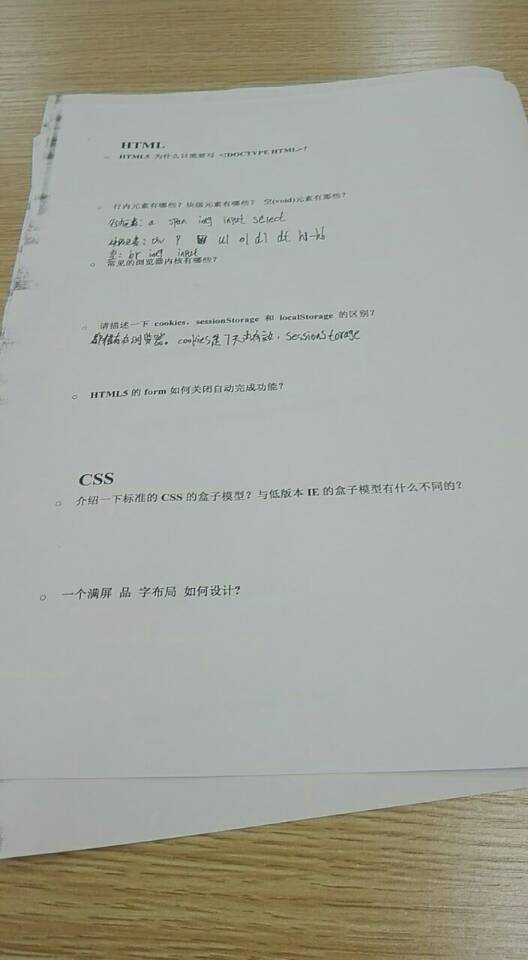 HTML
○ HTML5 为什么只需要写 <!DOCTYPE HTML>?
○ 行内元素有哪些?块级元素有哪些? 空(void)元素有那些?
行内元素: a span img input select
块级元素: div P ul ol dl dt h1-h6
空: br img input
○ 常见的浏览器内核有哪些?
○ 请描述一下 cookies, sessionStorage 和 localStorage 的区别?
都储存在浏览器。cookies是7天内有效, sessionStorage
○ HTML5 的 form 如何关闭自动完成功能?
CSS
○ 介绍一下标准的 CSS 的盒子模型?与低版本 IE 的盒子模型有什么不同的?
○ 一个满屏 品 字布局 如何设计?